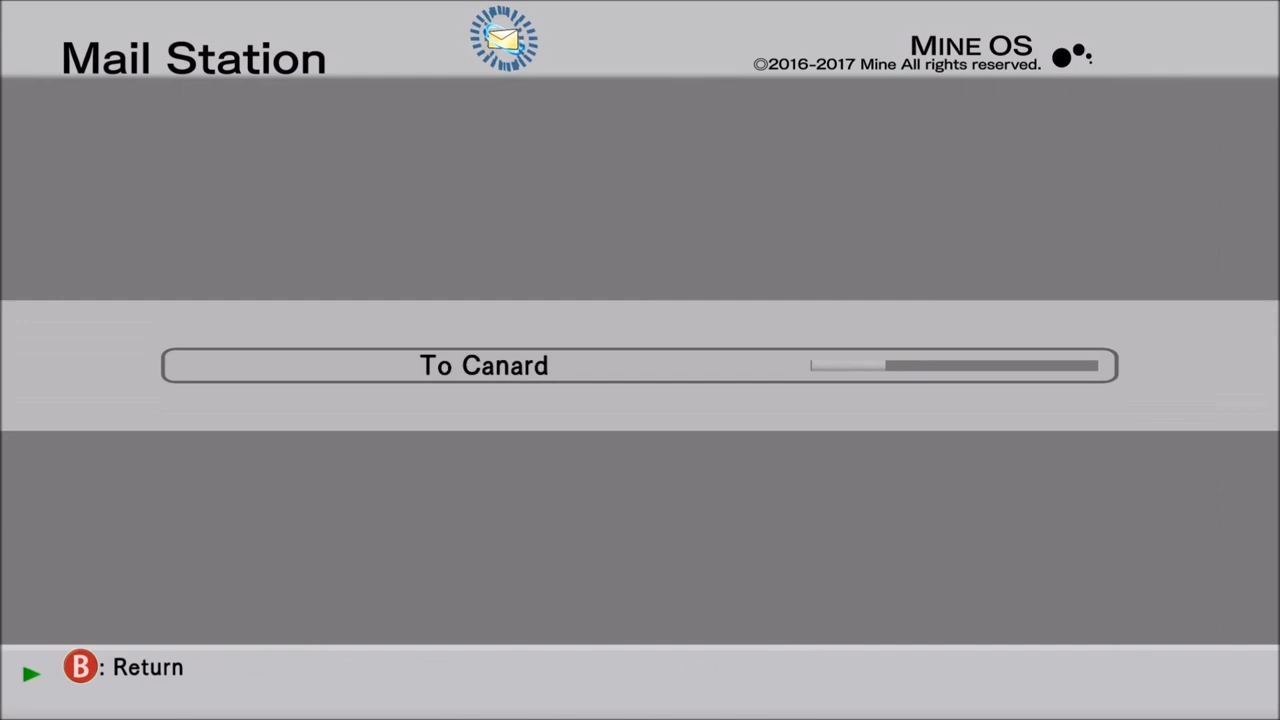 Mail Station
MINE OS
©2016-2017 Mine All rights reserved.
To Canard
B: Return